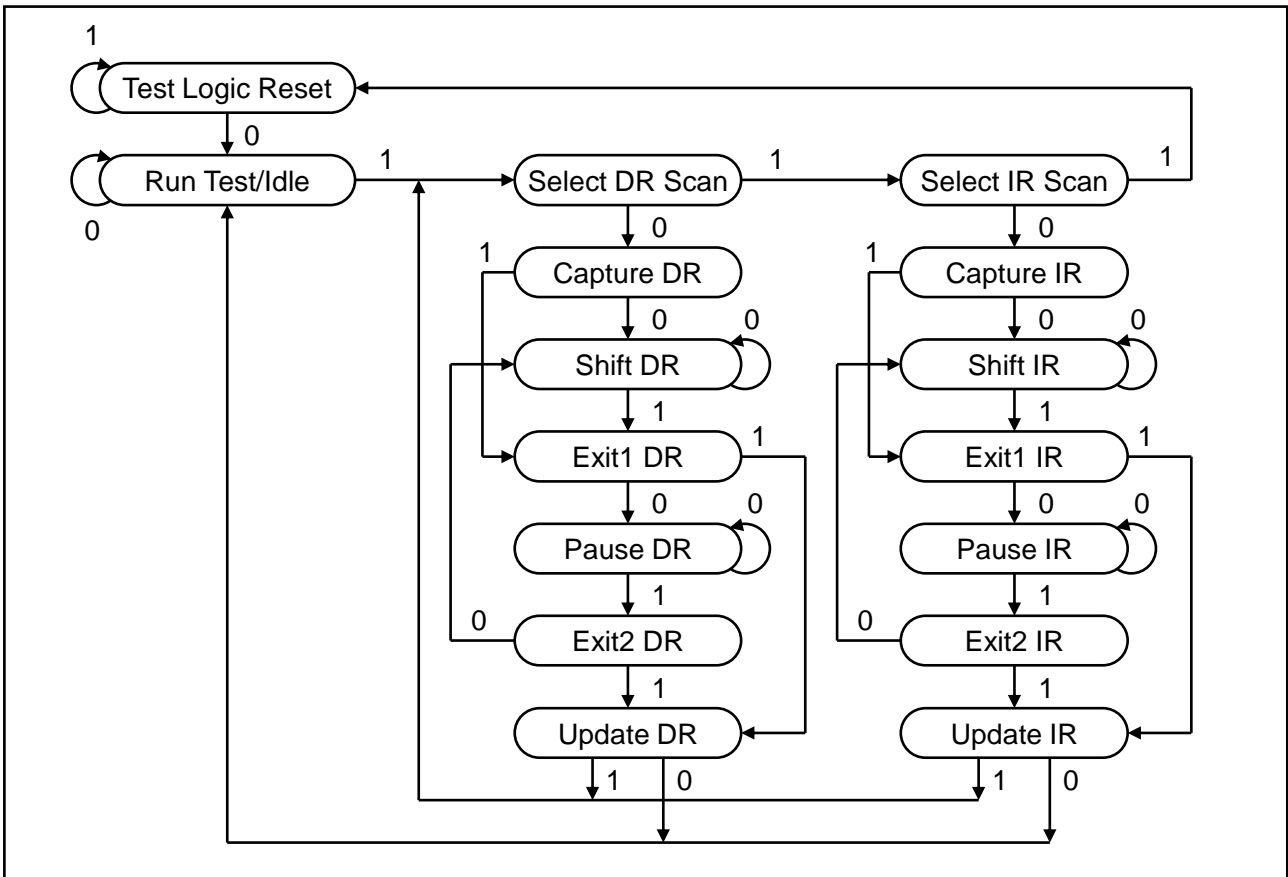 1
Test Logic Reset
0
Run Test/Idle
1
Select DR Scan
1
Select IR Scan
1
0
0
0
1
Capture DR
1
Capture IR
0
0
0
0
Shift DR
Shift IR
1
1
Exit1 DR
1
Exit1 IR
1
0
0
0
0
Pause DR
Pause IR
1
1
0
Exit2 DR
0
Exit2 IR
1
1
Update DR
Update IR
1
0
1
0